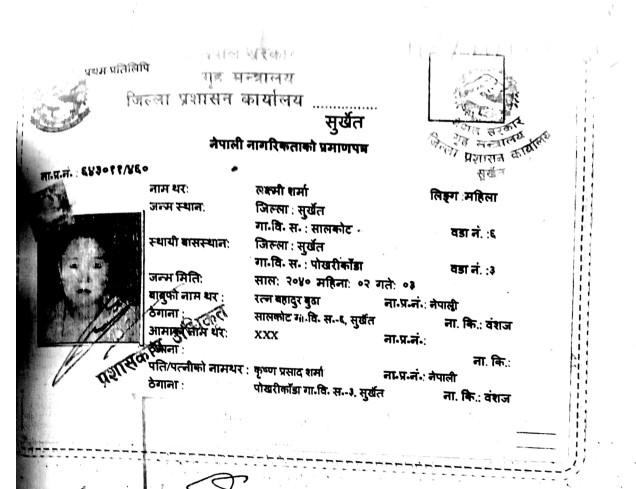 प्रथम प्रतिलिपि
नेपाल सरकार
गृह मन्त्रालय
जिल्ला प्रशासन कार्यालय ..............
सुर्खेत
नेपाली नागरिकताको प्रमाणपत्र
नेपाल सरकार
गृह मन्त्रालय
जिल्ला प्रशासन कार्यालय
सुर्खेत
ना.प्र.नं.: ६४३०११/४६०
नाम थर: लक्ष्मी शर्मा लिङ्ग :महिला
जन्म स्थान: जिल्ला : सुर्खेत
गा.वि. स. : सालकोट वडा नं. :६
स्थायी बासस्थान: जिल्ला : सुर्खेत
गा.वि. स. : पोखरीकाँडा वडा नं. :३
जन्म मिति: साल: २०४० महिना: ०२ गते: ०३
बाबुको नाम थर : रत्न बहादुर बुढा ना.प्र.नं.: नेपाली
ठेगाना : सालकोट गा.वि. स.-६, सुर्खेत ना. कि.: वंशज
आमाको नाम थर: XXX ना.प्र.नं.:
ठेगाना : ना. कि.:
पति/पत्नीको नामथर : कृष्ण प्रसाद शर्मा ना.प्र.नं.: नेपाली
ठेगाना : पोखरीकाँडा गा.वि. स.-३, सुर्खेत ना. कि.: वंशज
प्रशासकीय अधिकृत